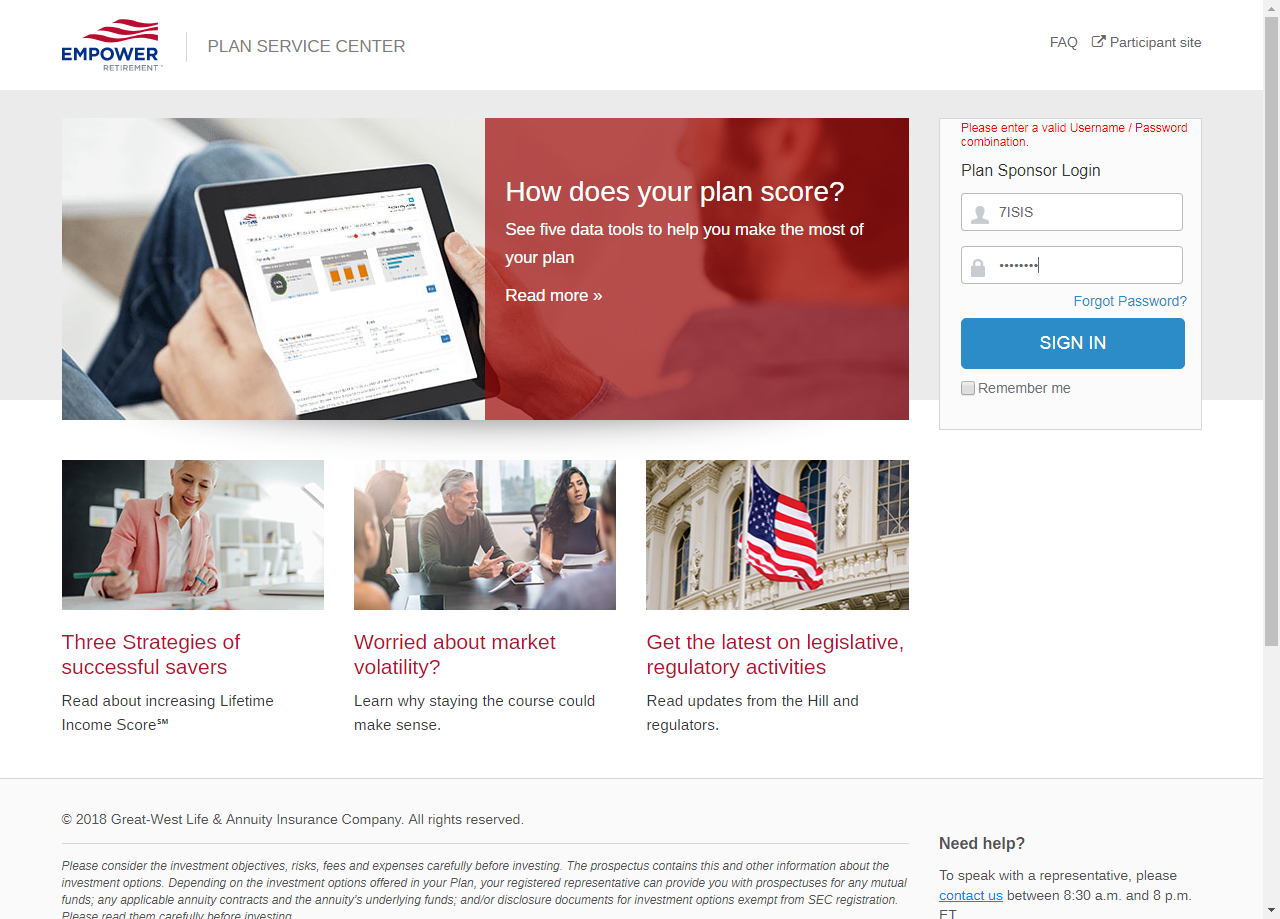 EMPOWER
RETIREMENT
PLAN SERVICE CENTER
FAQ
Participant site
How does your plan score?
See five data tools to help you make the most of
your plan
Read more »
Please enter a valid Username / Password
combination.
Plan Sponsor Login
7ISIS
••••••••
Forgot Password?
SIGN IN
Remember me
Three Strategies of
successful savers
Read about increasing Lifetime
Income Score℠
Worried about market
volatility?
Learn why staying the course could
make sense.
Get the latest on legislative,
regulatory activities
Read updates from the Hill and
regulators.
© 2018 Great-West Life & Annuity Insurance Company. All rights reserved.
Please consider the investment objectives, risks, fees and expenses carefully before investing. The prospectus contains this and other information about the
investment options. Depending on the investment options offered in your Plan, your registered representative can provide you with prospectuses for any mutual
funds; any applicable annuity contracts and the annuity's underlying funds; and/or disclosure documents for investment options exempt from SEC registration.
Please read them carefully before investing.
Need help?
To speak with a representative, please
contact us between 8:30 a.m. and 8 p.m.
ET